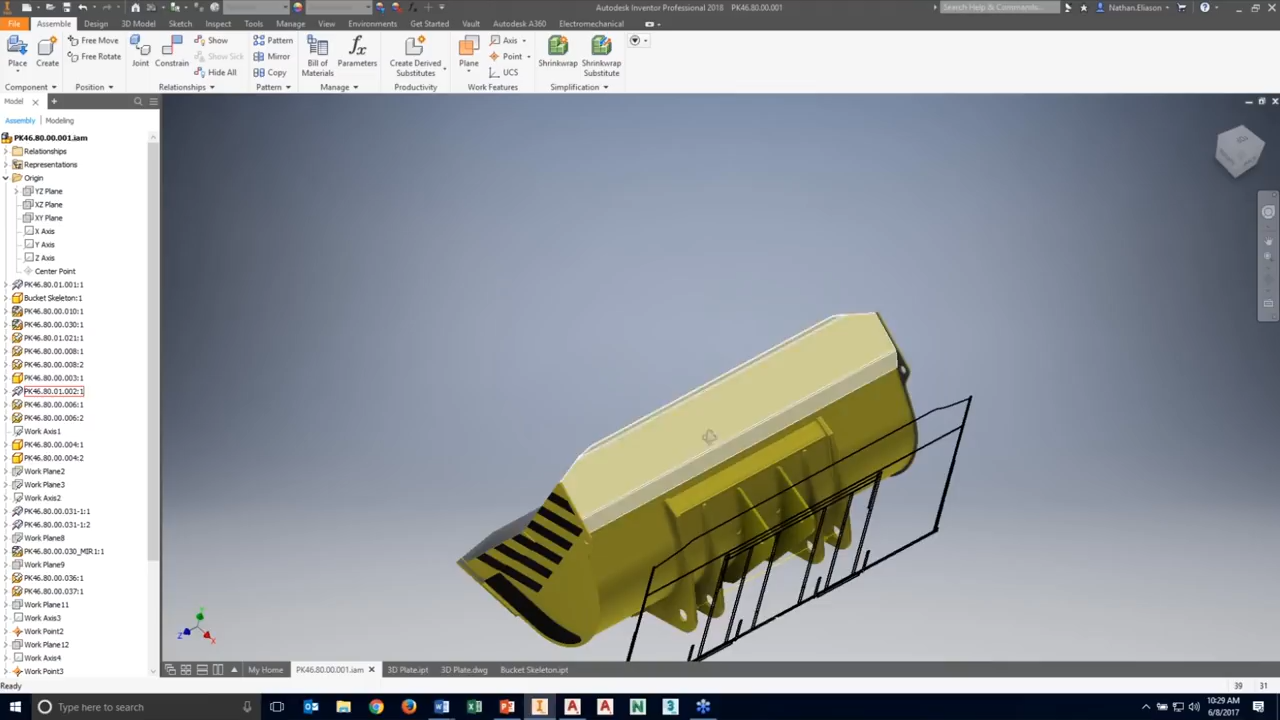 Autodesk Inventor Professional 2018 PK46.80.00.001
Search Help & Commands...
Nathan.Eliason
File Assemble Design 3D Model Sketch Inspect Tools Manage View Environments Get Started Vault Autodesk A360 Electromechanical
Place
Create
Component
Free Move
Free Rotate
Position
Joint
Constrain
Show
Show Sick
Hide All
Relationships
Pattern
Mirror
Copy
Pattern
Bill of
Materials
Parameters
Manage
Create Derived
Substitutes
Productivity
Plane
Axis
Point
UCS
Work Features
Shrinkwrap
Shrinkwrap
Substitute
Simplification
Model
Assembly Modeling
PK46.80.00.001.iam
Relationships
Representations
Origin
YZ Plane
XZ Plane
XY Plane
X Axis
Y Axis
Z Axis
Center Point
PK46.80.01.001:1
Bucket Skeleton:1
PK46.80.00.010:1
PK46.80.00.030:1
PK46.80.01.021:1
PK46.80.00.008:1
PK46.80.00.008:2
PK46.80.00.003:1
PK46.80.01.002:1
PK46.80.00.006:1
PK46.80.00.006:2
Work Axis1
PK46.80.00.004:1
PK46.80.00.004:2
Work Plane2
Work Plane3
Work Axis2
PK46.80.00.031-1:1
PK46.80.00.031-1:2
Work Plane8
PK46.80.00.030_MIR1:1
Work Plane9
PK46.80.00.036:1
PK46.80.00.037:1
Work Plane11
Work Axis3
Work Point2
Work Plane12
Work Axis4
Work Point3
Z
X
My Home PK46.80.00.001.iam 3D Plate.ipt 3D Plate.dwg Bucket Skeleton.ipt
Ready
39 31
Type here to search
10:29 AM
6/8/2017